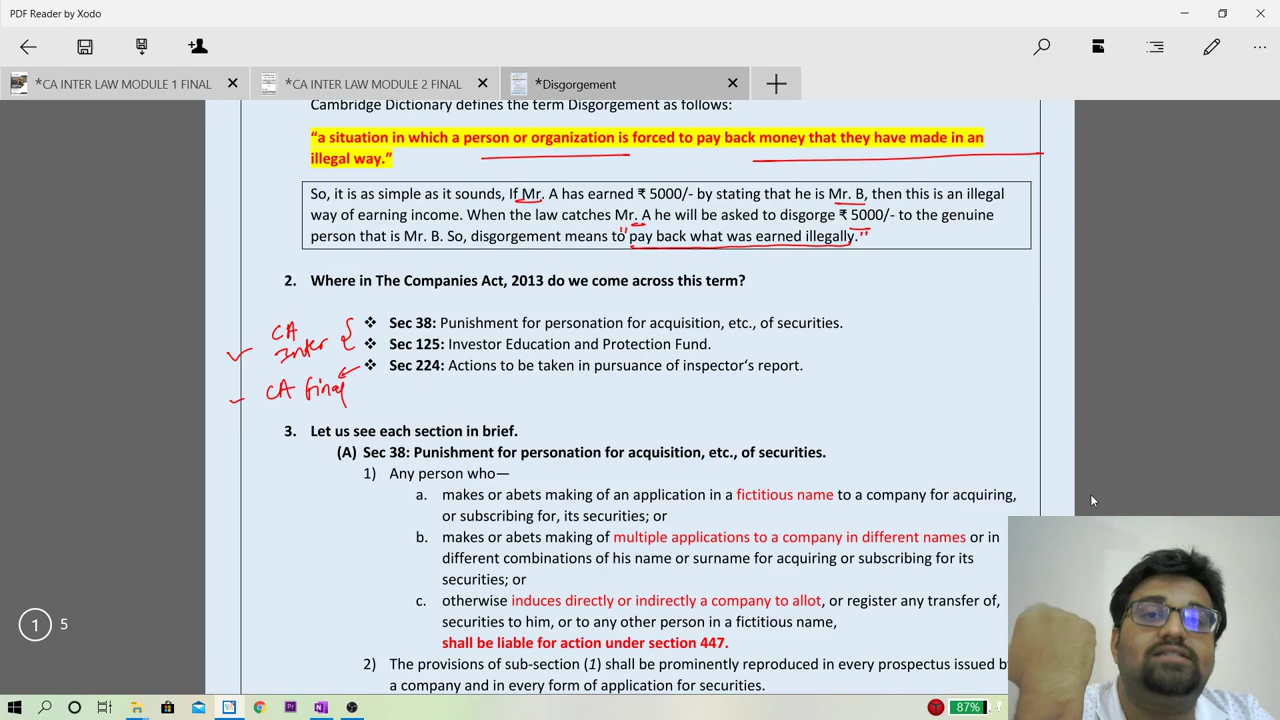 PDF Reader by Xodo
*CA INTER LAW MODULE 1 FINAL
*CA INTER LAW MODULE 2 FINAL
*Disgorgement
Cambridge Dictionary defines the term Disgorgement as follows:
“a situation in which a person or organization is forced to pay back money that they have made in an
illegal way.”
So, it is as simple as it sounds, If Mr. A has earned ₹ 5000/- by stating that he is Mr. B, then this is an illegal
way of earning income. When the law catches Mr. A he will be asked to disgorge ₹ 5000/- to the genuine
person that is Mr. B. So, disgorgement means to “pay back what was earned illegally.”
2. Where in The Companies Act, 2013 do we come across this term?
❖ Sec 38: Punishment for personation for acquisition, etc., of securities.
❖ Sec 125: Investor Education and Protection Fund.
❖ Sec 224: Actions to be taken in pursuance of inspector‘s report.
CA
Inter
CA final
3. Let us see each section in brief.
(A) Sec 38: Punishment for personation for acquisition, etc., of securities.
1) Any person who—
a. makes or abets making of an application in a fictitious name to a company for acquiring,
or subscribing for, its securities; or
b. makes or abets making of multiple applications to a company in different names or in
different combinations of his name or surname for acquiring or subscribing for its
securities; or
c. otherwise induces directly or indirectly a company to allot, or register any transfer of,
securities to him, or to any other person in a fictitious name,
shall be liable for action under section 447.
2) The provisions of sub-section (1) shall be prominently reproduced in every prospectus issued by
a company and in every form of application for securities.
1 5
87%